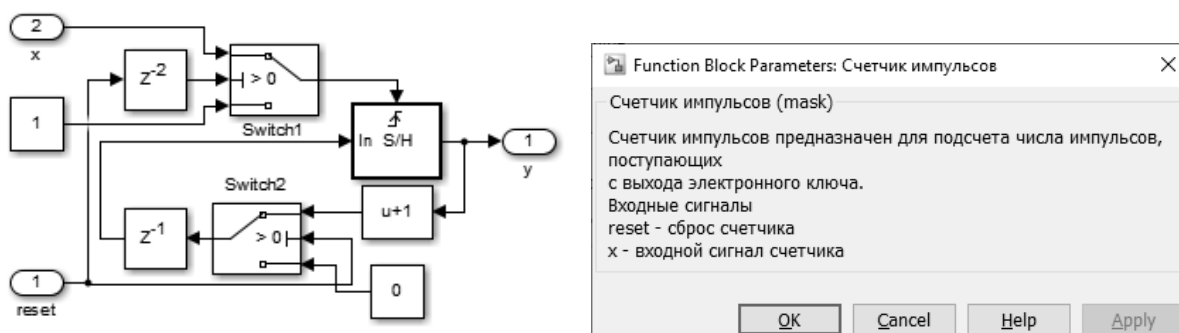 2
x
Z-2
> 0
1
Switch1
In S/H
1
y
Switch2
u+1
Z-1
> 0
0
1
reset
Function Block Parameters: Счетчик импульсов
Счетчик импульсов (mask)
Счетчик импульсов предназначен для подсчета числа импульсов,
поступающих
с выхода электронного ключа.
Входные сигналы
reset - сброс счетчика
x - входной сигнал счетчика
OK Cancel Help Apply